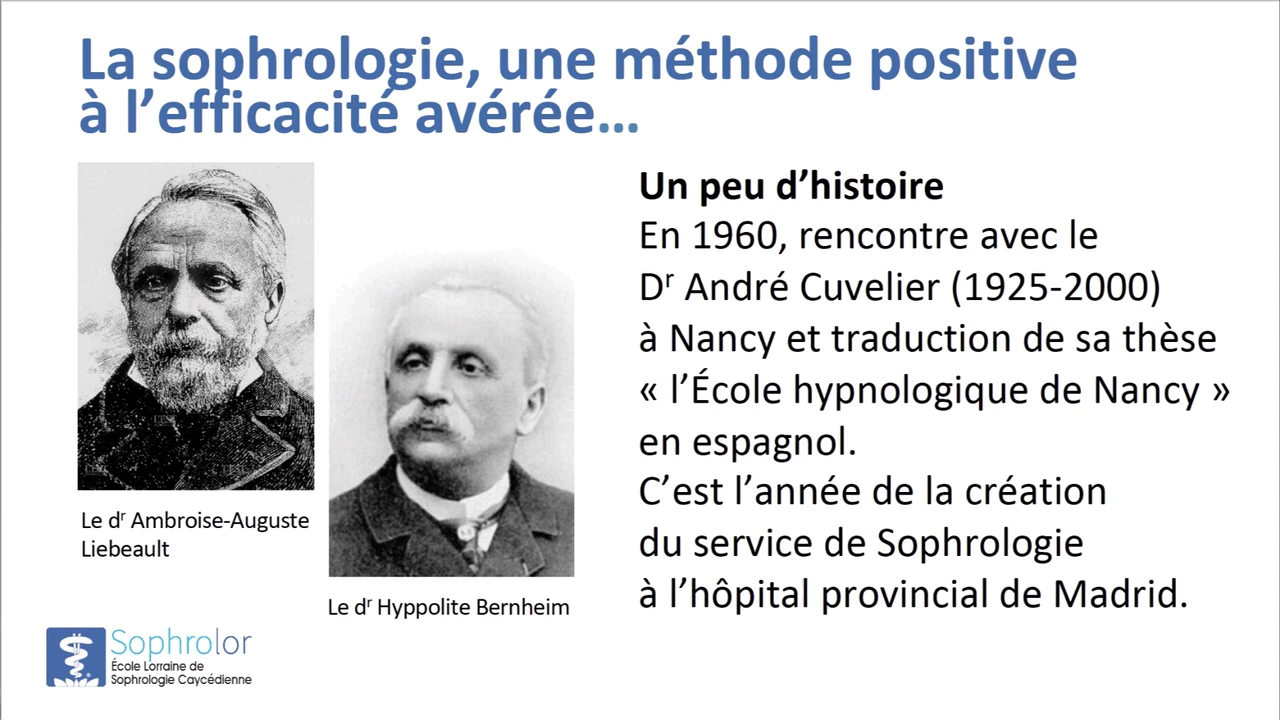 La sophrologie, une méthode positive
à l’efficacité avérée…
Un peu d’histoire
En 1960, rencontre avec le
Dʳ André Cuvelier (1925-2000)
à Nancy et traduction de sa thèse
« l’École hypnologique de Nancy »
en espagnol.
C’est l’année de la création
du service de Sophrologie
à l’hôpital provincial de Madrid.
Le dʳ Ambroise-Auguste
Liebeault
Le dʳ Hyppolite Bernheim
Sophrolor
École Lorraine de
Sophrologie Caycédienne